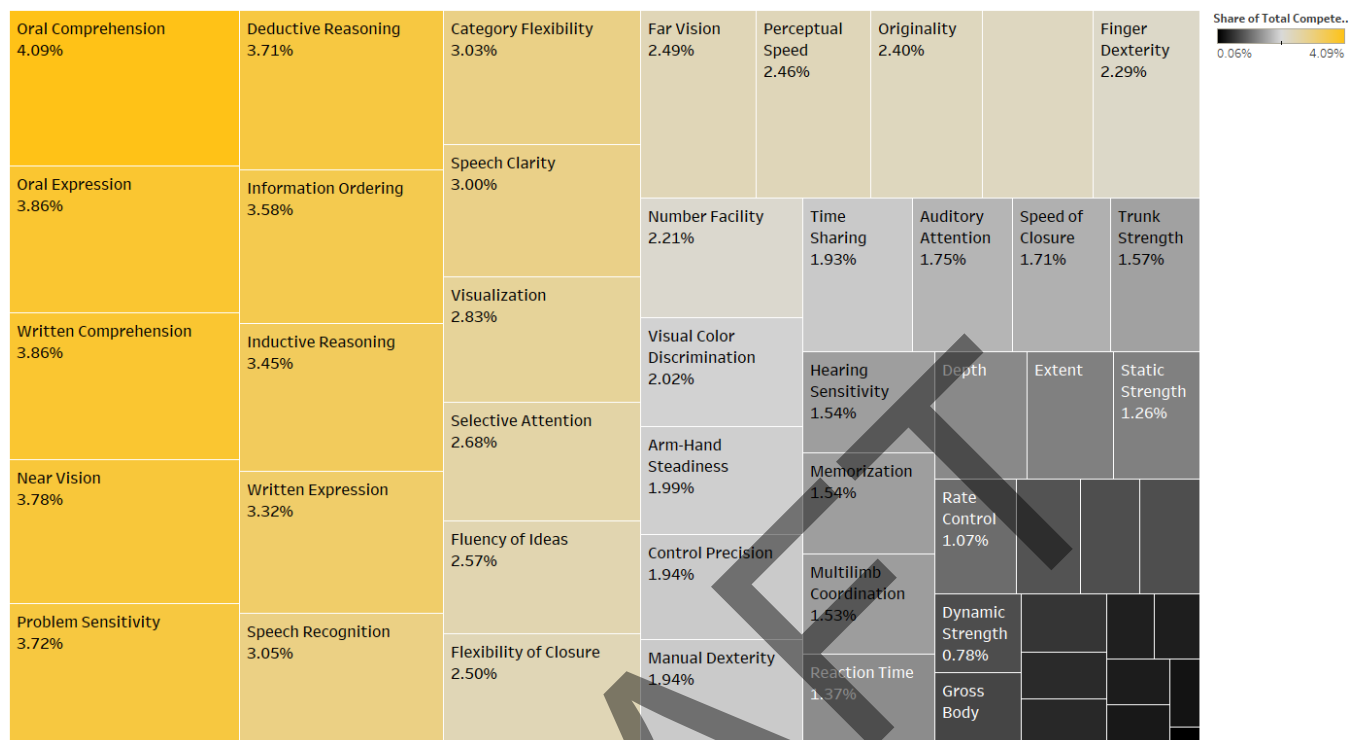 Oral Comprehension
4.09%
Oral Expression
3.86%
Written Comprehension
3.86%
Near Vision
3.78%
Problem Sensitivity
3.72%
Deductive Reasoning
3.71%
Information Ordering
3.58%
Inductive Reasoning
3.45%
Written Expression
3.32%
Speech Recognition
3.05%
Category Flexibility
3.03%
Speech Clarity
3.00%
Visualization
2.83%
Selective Attention
2.68%
Fluency of Ideas
2.57%
Flexibility of Closure
2.50%
Far Vision
2.49%
Perceptual
Speed
2.46%
Originality
2.40%
Finger
Dexterity
2.29%
Number Facility
2.21%
Visual Color
Discrimination
2.02%
Arm-Hand
Steadiness
1.99%
Control Precision
1.94%
Manual Dexterity
1.94%
Time
Sharing
1.93%
Auditory
Attention
1.75%
Speed of
Closure
1.71%
Trunk
Strength
1.57%
Hearing
Sensitivity
1.54%
Memorization
1.54%
Multilimb
Coordination
1.53%
Reaction Time
1.37%
Depth
Extent
Static
Strength
1.26%
Rate
Control
1.07%
Dynamic
Strength
0.78%
Gross
Body
Share of Total Compete..
0.06%
4.09%